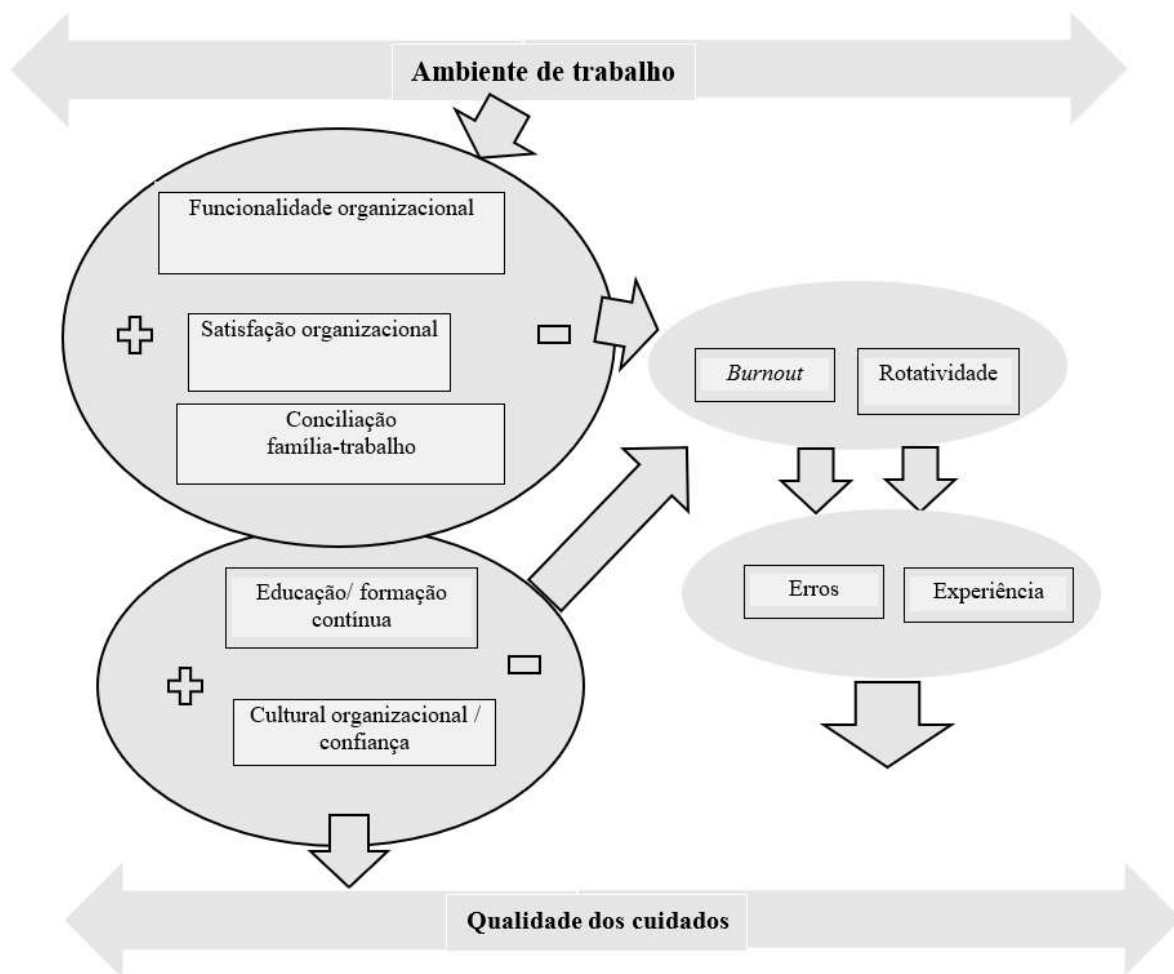 Ambiente de trabalho
Funcionalidade organizacional
Satisfação organizacional
Conciliação
família-trabalho
Burnout
Rotatividade
Erros
Experiência
Educação/ formação
contínua
Cultural organizacional /
confiança
Qualidade dos cuidados